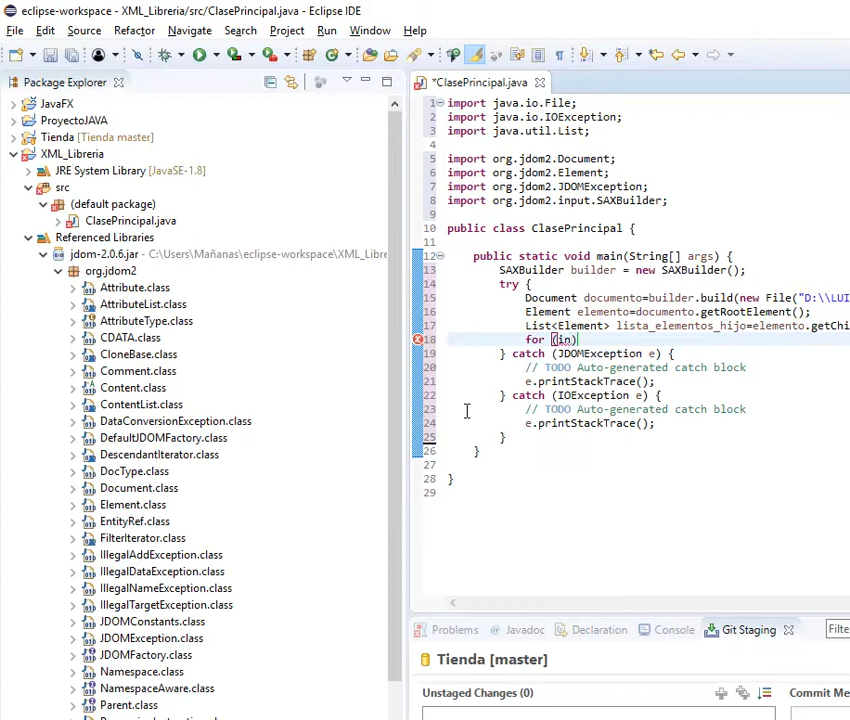 eclipse-workspace - XML_Libreria/src/ClasePrincipal.java - Eclipse IDE
File Edit Source Refactor Navigate Search Project Run Window Help
Package Explorer
*ClasePrincipal.java
JavaFX
ProyectoJAVA
Tienda [Tienda master]
XML_Libreria
JRE System Library [JavaSE-1.8]
src
(default package)
ClasePrincipal.java
Referenced Libraries
jdom-2.0.6.jar - C:\Users\Mañanas\eclipse-workspace\XML_Libre
org.jdom2
Attribute.class
AttributeList.class
AttributeType.class
CDATA.class
CloneBase.class
Comment.class
Content.class
ContentList.class
DataConversionException.class
DefaultJDOMFactory.class
DescendantIterator.class
DocType.class
Document.class
Element.class
EntityRef.class
FilterIterator.class
IllegalAddException.class
IllegalDataException.class
IllegalNameException.class
IllegalTargetException.class
JDOMConstants.class
JDOMException.class
JDOMFactory.class
Namespace.class
NamespaceAware.class
Parent.class
1 import java.io.File;
2 import java.io.IOException;
3 import java.util.List;
4
5 import org.jdom2.Document;
6 import org.jdom2.Element;
7 import org.jdom2.JDOMException;
8 import org.jdom2.input.SAXBuilder;
9
10 public class ClasePrincipal {
11
12 public static void main(String[] args) {
13 SAXBuilder builder = new SAXBuilder();
14 try {
15 Document documento=builder.build(new File("D:\\LUI
16 Element elemento=documento.getRootElement();
17 List<Element> lista_elementos_hijo=elemento.getChi
18 for (in)
19 } catch (JDOMException e) {
20 // TODO Auto-generated catch block
21 e.printStackTrace();
22 } catch (IOException e) {
23 // TODO Auto-generated catch block
24 e.printStackTrace();
25 }
26 }
27
28 }
29
Problems Javadoc Declaration Console Git Staging Filte
Tienda [master]
Unstaged Changes (0) Commit Me